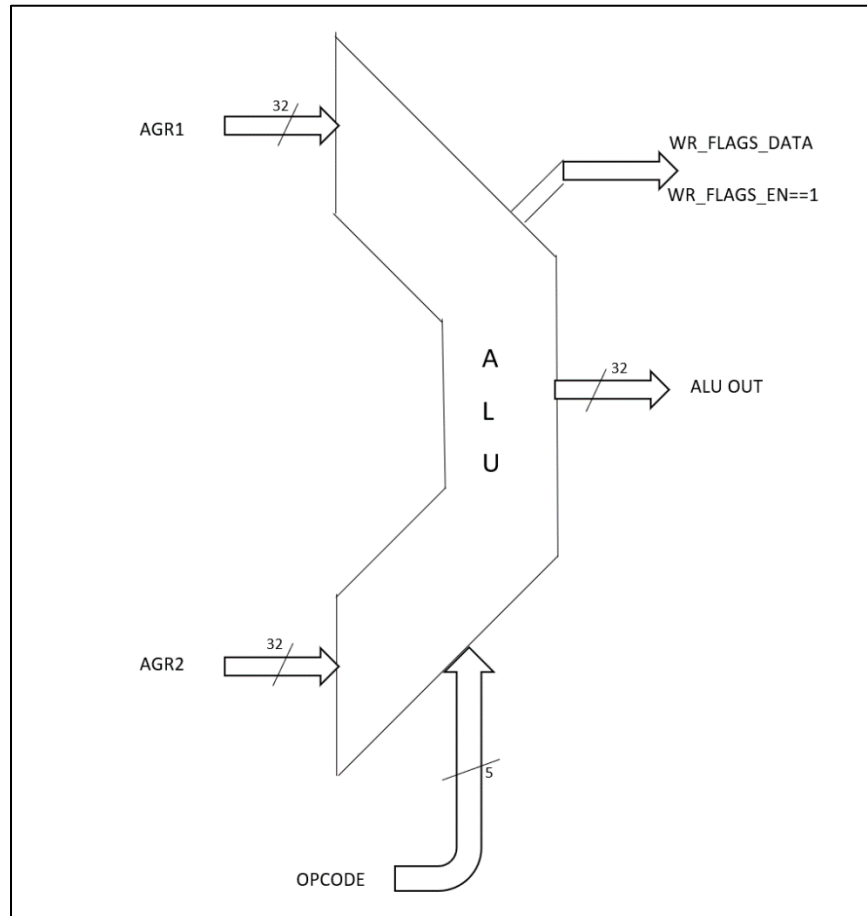 32
AGR1
WR_FLAGS_DATA
WR_FLAGS_EN==1
A
L
U
32
ALU OUT
32
AGR2
5
OPCODE